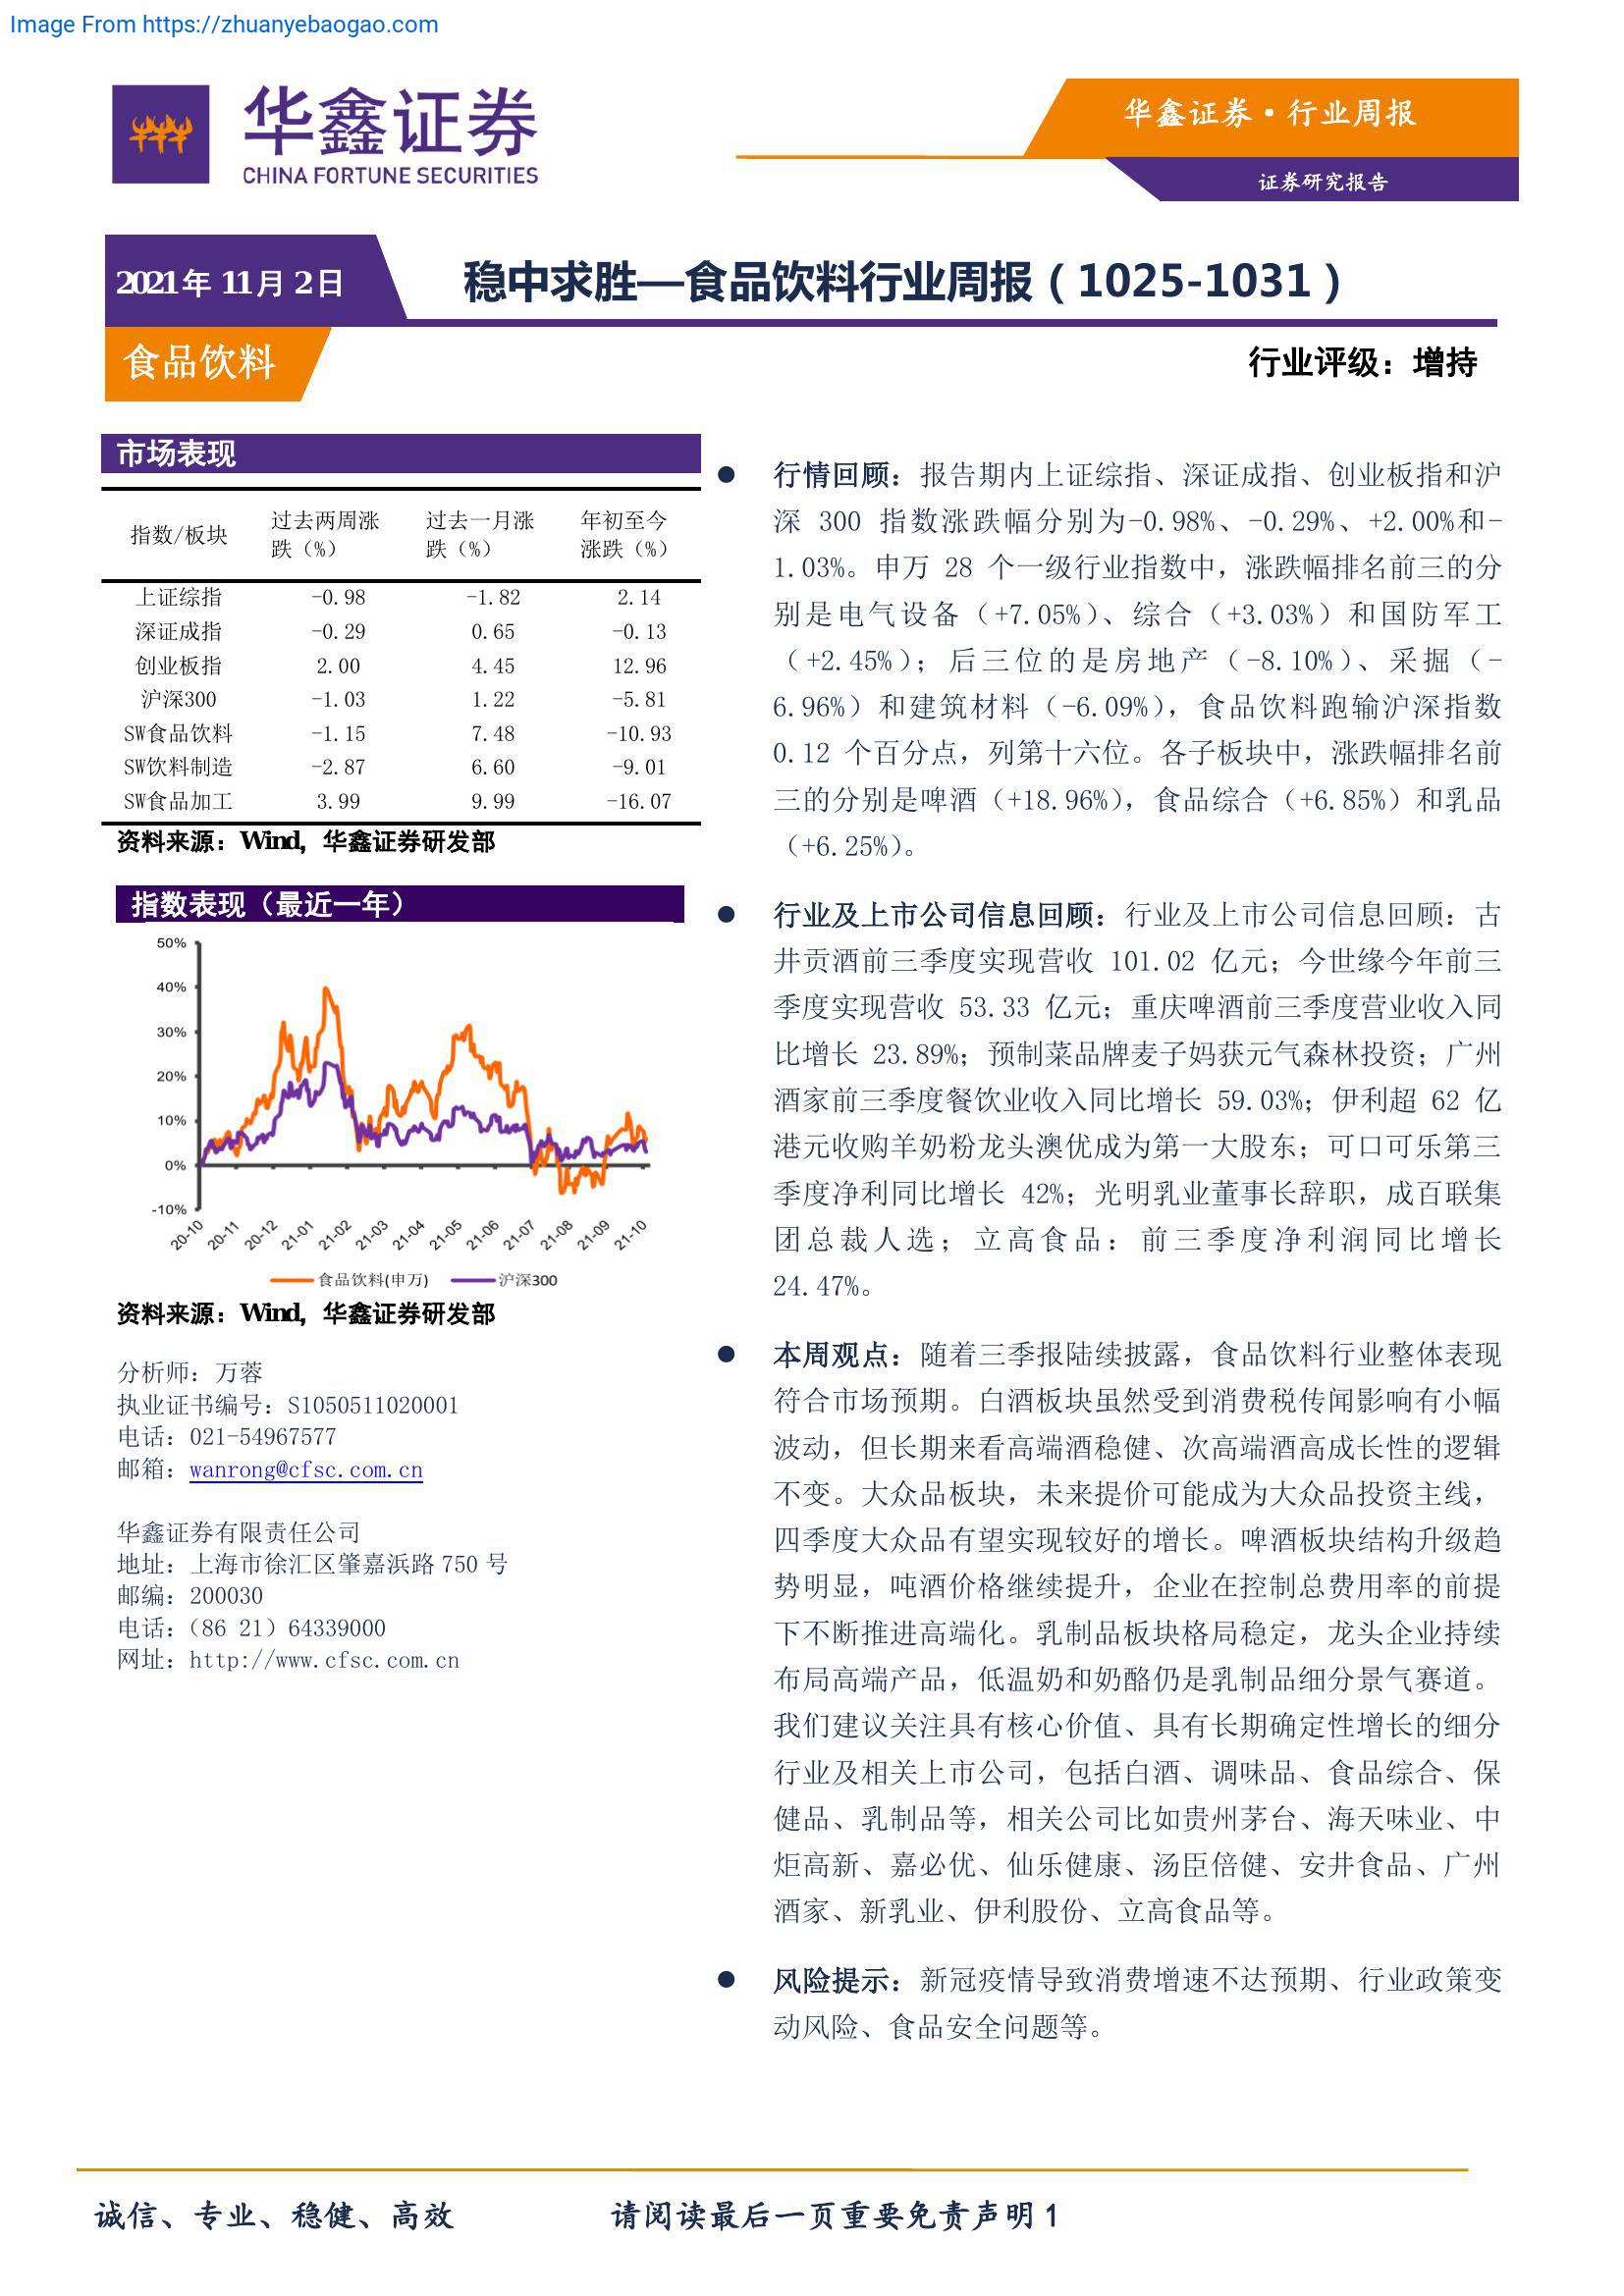 Image From https://zhuanyebaogao.com
华鑫证券
CHINA FORTUNE SECURITIES
华鑫证券·行业周报
证券研究报告
2021年 11月 2日
稳中求胜—食品饮料行业周报（1025-1031）
食品饮料
行业评级：增持
市场表现
指数/板块 过去两周涨跌（%） 过去一月涨跌（%） 年初至今涨跌（%）
上证综指 -0.98 -1.82 2.14
深证成指 -0.29 0.65 -0.13
创业板指 2.00 4.45 12.96
沪深300 -1.03 1.22 -5.81
SW食品饮料 -1.15 7.48 -10.93
SW饮料制造 -2.87 6.60 -9.01
SW食品加工 3.99 9.99 -16.07
资料来源：Wind，华鑫证券研发部
指数表现（最近一年）
50%
40%
30%
20%
10%
0%
-10%
20-10 20-11 20-12 21-01 21-02 21-03 21-04 21-05 21-06 21-07 21-08 21-09 21-10
食品饮料(申万) 沪深300
资料来源：Wind，华鑫证券研发部
分析师：万蓉
执业证书编号：S1050511020001
电话：021-54967577
邮箱：wanrong@cfsc.com.cn
华鑫证券有限责任公司
地址：上海市徐汇区肇嘉浜路 750 号
邮编：200030
电话：（86 21）64339000
网址：http://www.cfsc.com.cn
● 行情回顾：报告期内上证综指、深证成指、创业板指和沪
深 300 指数涨跌幅分别为-0.98%、-0.29%、+2.00%和-
1.03%。申万 28 个一级行业指数中，涨跌幅排名前三的分
别是电气设备（+7.05%）、综合（+3.03%）和国防军工
（+2.45%）；后三位的是房地产（-8.10%）、采掘（-
6.96%）和建筑材料（-6.09%），食品饮料跑输沪深指数
0.12 个百分点，列第十六位。各子板块中，涨跌幅排名前
三的分别是啤酒（+18.96%），食品综合（+6.85%）和乳品
（+6.25%）。
● 行业及上市公司信息回顾：行业及上市公司信息回顾：古
井贡酒前三季度实现营收 101.02 亿元；今世缘今年前三
季度实现营收 53.33 亿元；重庆啤酒前三季度营业收入同
比增长 23.89%；预制菜品牌麦子妈获元气森林投资；广州
酒家前三季度餐饮业收入同比增长 59.03%；伊利超 62 亿
港元收购羊奶粉龙头澳优成为第一大股东；可口可乐第三
季度净利同比增长 42%；光明乳业董事长辞职，成百联集
团总裁人选；立高食品：前三季度净利润同比增长
24.47%。
● 本周观点：随着三季报陆续披露，食品饮料行业整体表现
符合市场预期。白酒板块虽然受到消费税传闻影响有小幅
波动，但长期来看高端酒稳健、次高端酒高成长性的逻辑
不变。大众品板块，未来提价可能成为大众品投资主线，
四季度大众品有望实现较好的增长。啤酒板块结构升级趋
势明显，吨酒价格继续提升，企业在控制总费用率的前提
下不断推进高端化。乳制品板块格局稳定，龙头企业持续
布局高端产品，低温奶和奶酪仍是乳制品细分景气赛道。
我们建议关注具有核心价值、具有长期确定性增长的细分
行业及相关上市公司，包括白酒、调味品、食品综合、保
健品、乳制品等，相关公司比如贵州茅台、海天味业、中
炬高新、嘉必优、仙乐健康、汤臣倍健、安井食品、广州
酒家、新乳业、伊利股份、立高食品等。
● 风险提示：新冠疫情导致消费增速不达预期、行业政策变
动风险、食品安全问题等。
诚信、专业、稳健、高效 请阅读最后一页重要免责声明 1